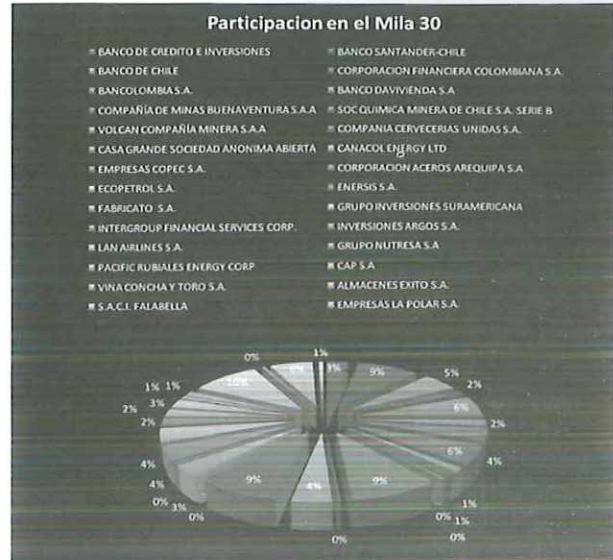 Participacion en el Mila 30
BANCO DE CREDITO E INVERSIONES
BANCO SANTANDER-CHILE
BANCO DE CHILE
CORPORACION FINANCIERA COLOMBIANA S.A.
BANCOLOMBIA S.A.
BANCO DAVIVIENDA S.A
COMPAÑÍA DE MINAS BUENAVENTURA S.A.A
SOC QUIMICA MINERA DE CHILE S.A. SERIE B
VOLCAN COMPAÑÍA MINERA S.A.A
COMPANIA CERVECERIAS UNIDAS S.A.
CASA GRANDE SOCIEDAD ANONIMA ABIERTA
CANACOL ENERGY LTD
EMPRESAS COPEC S.A.
CORPORACION ACEROS AREQUIPA S.A
ECOPETROL S.A.
ENERSIS S.A.
FABRICATO S.A.
GRUPO INVERSIONES SURAMERICANA
INTERGROUP FINANCIAL SERVICES CORP.
INVERSIONES ARGOS S.A.
LAN AIRLINES S.A.
GRUPO NUTRESA S.A
PACIFIC RUBIALES ENERGY CORP
CAP S.A
VINA CONCHA Y TORO S.A.
ALMACENES EXITO S.A.
S.A.C.I. FALABELLA
EMPRESAS LA POLAR S.A.
0%
1%
9%
5%
1%
1%
10%
2%
3%
6%
2%
2%
2%
4%
6%
4%
4%
9%
4%
9%
0%
3%
1%
0%
0%
1%
0%
0%